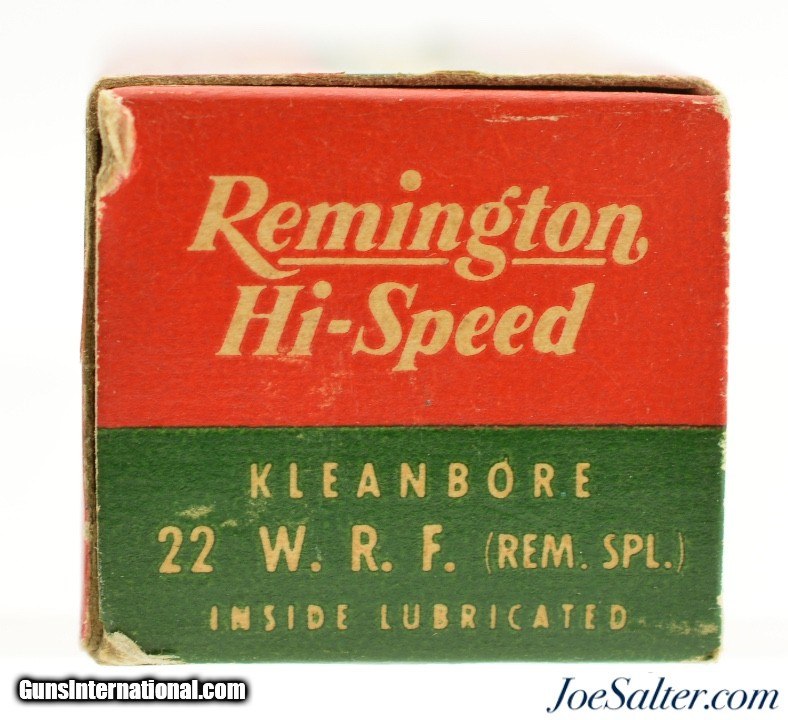 Remington
Hi-Speed
KLEANBORE
22 W. R. F. (REM. SPL.)
INSIDE LUBRICATED
GunsInternational.com
JoeSalter.com